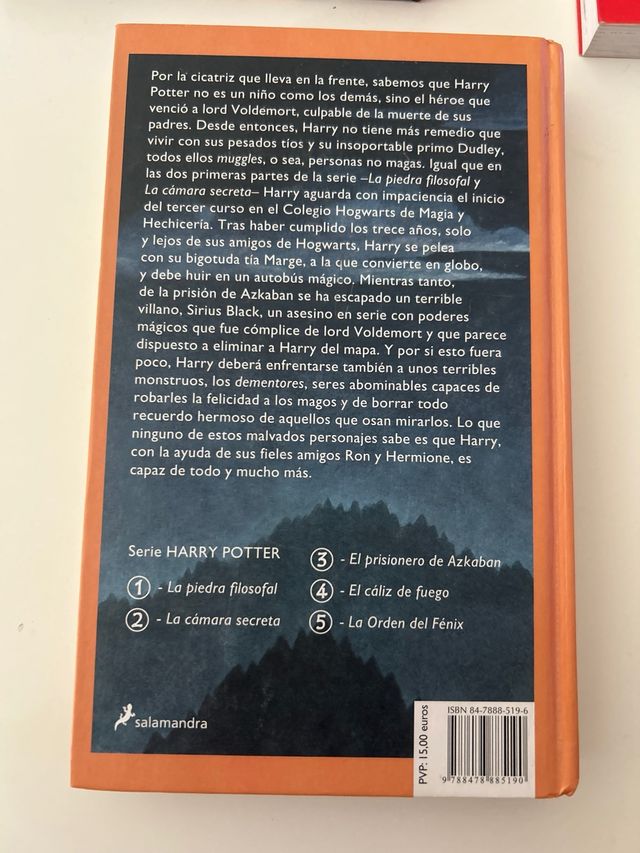 Por la cicatriz que lleva en la frente, sabemos que Harry
Potter no es un niño como los demás, sino el héroe que
venció a lord Voldemort, culpable de la muerte de sus
padres. Desde entonces, Harry no tiene más remedio que
vivir con sus pesados tíos y su insoportable primo Dudley,
todos ellos muggles, o sea, personas no magas. Igual que en
las dos primeras partes de la serie –La piedra filosofal y
La cámara secreta– Harry aguarda con impaciencia el inicio
del tercer curso en el Colegio Hogwarts de Magia y
Hechicería. Tras haber cumplido los trece años, solo
y lejos de sus amigos de Hogwarts, Harry se pelea
con su bigotuda tía Marge, a la que convierte en globo,
y debe huir en un autobús mágico. Mientras tanto,
de la prisión de Azkaban se ha escapado un terrible
villano, Sirius Black, un asesino en serie con poderes
mágicos que fue cómplice de lord Voldemort y que parece
dispuesto a eliminar a Harry del mapa. Y por si esto fuera
poco, Harry deberá enfrentarse también a unos terribles
monstruos, los dementores, seres abominables capaces de
robarles la felicidad a los magos y de borrar todo
recuerdo hermoso de aquellos que osan mirarlos. Lo que
ninguno de estos malvados personajes sabe es que Harry,
con la ayuda de sus fieles amigos Ron y Hermione, es
capaz de todo y mucho más.
Serie HARRY POTTER
1 - La piedra filosofal
2 - La cámara secreta
3 - El prisionero de Azkaban
4 - El cáliz de fuego
5 - La Orden del Fénix
salamandra
PVP: 15,00 euros
ISBN 84-7888-519-6
9 788478 885190